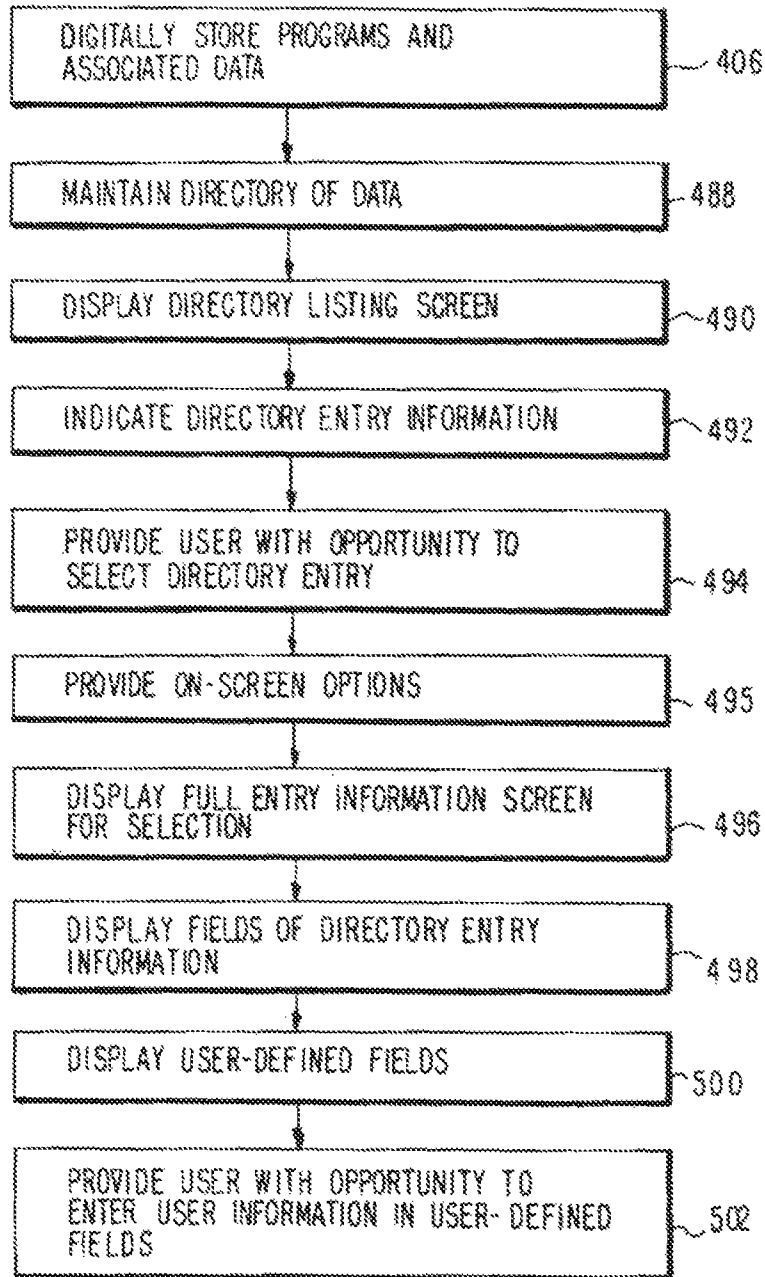 DIGITALLY STORE PROGRAMS AND
ASSOCIATED DATA
406
MAINTAIN DIRECTORY OF DATA
488
DISPLAY DIRECTORY LISTING SCREEN
490
INDICATE DIRECTORY ENTRY INFORMATION
492
PROVIDE USER WITH OPPORTUNITY TO
SELECT DIRECTORY ENTRY
494
PROVIDE ON-SCREEN OPTIONS
495
DISPLAY FULL ENTRY INFORMATION SCREEN
FOR SELECTION
496
DISPLAY FIELDS OF DIRECTORY ENTRY
INFORMATION
498
DISPLAY USER-DEFINED FIELDS
500
PROVIDE USER WITH OPPORTUNITY TO
ENTER USER INFORMATION IN USER-DEFINED
FIELDS
502